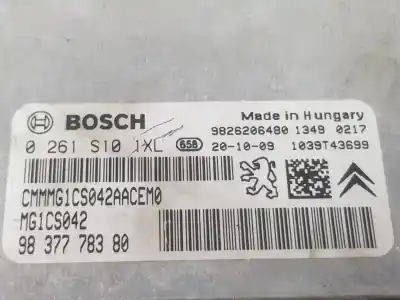 BOSCH
Made in Hungary
9826206480 1349 0217
0 261 S10 1XL 658 20-10-09 1039T43699
CMMMG1CS042AACEM0
MG1CS042
98 377 783 80